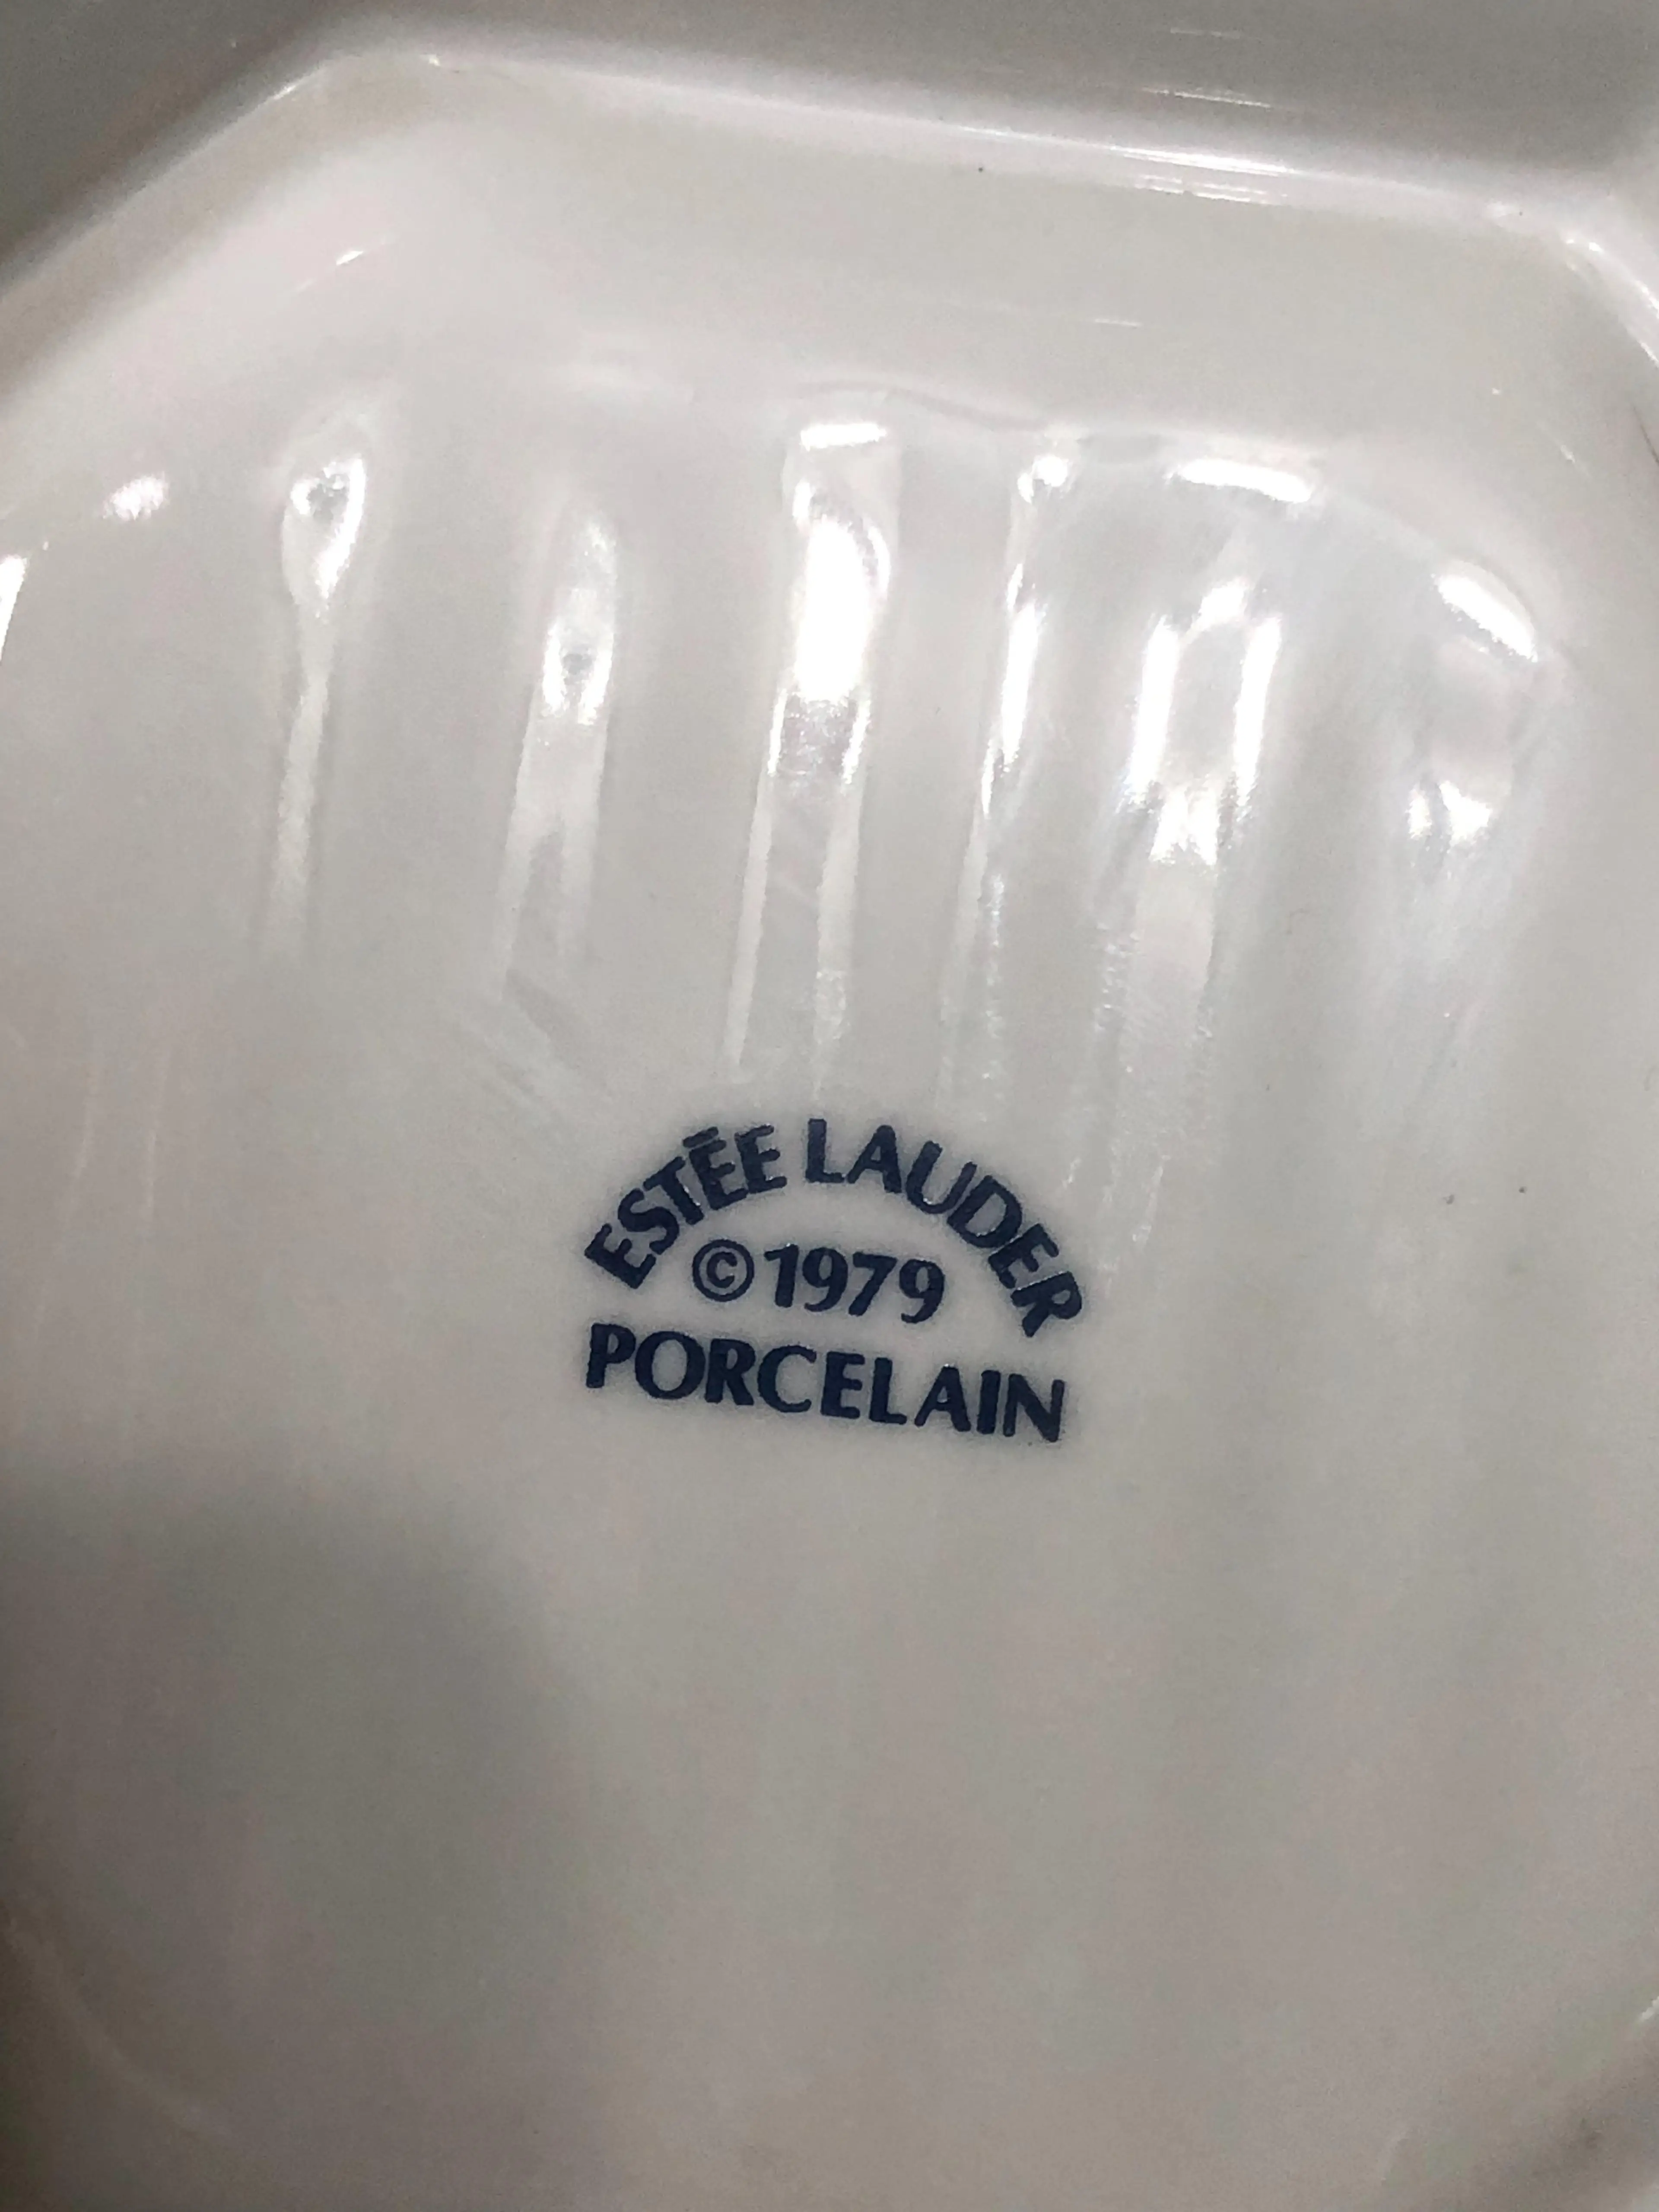 ESTĒE LAUDER
©1979
PORCELAIN